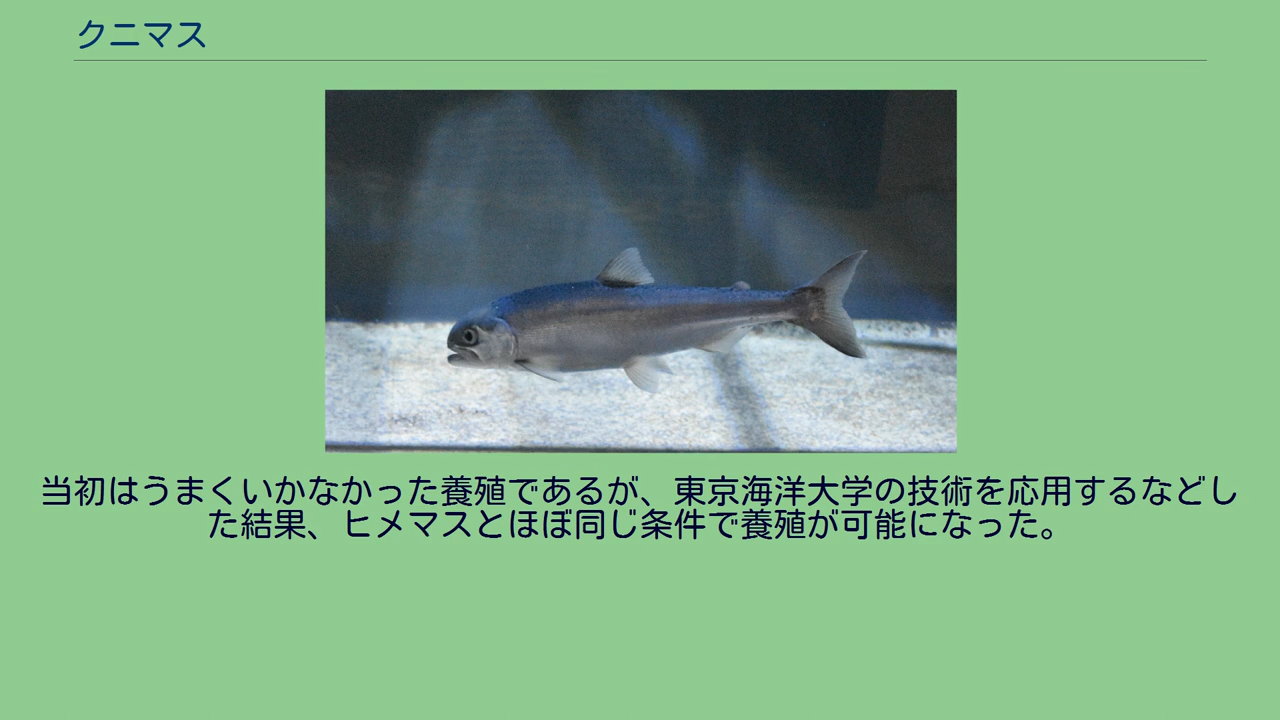 クニマス
当初はうまくいかなかった養殖であるが、東京海洋大学の技術を応用するなどし
た結果、ヒメマスとほぼ同じ条件で養殖が可能になった。